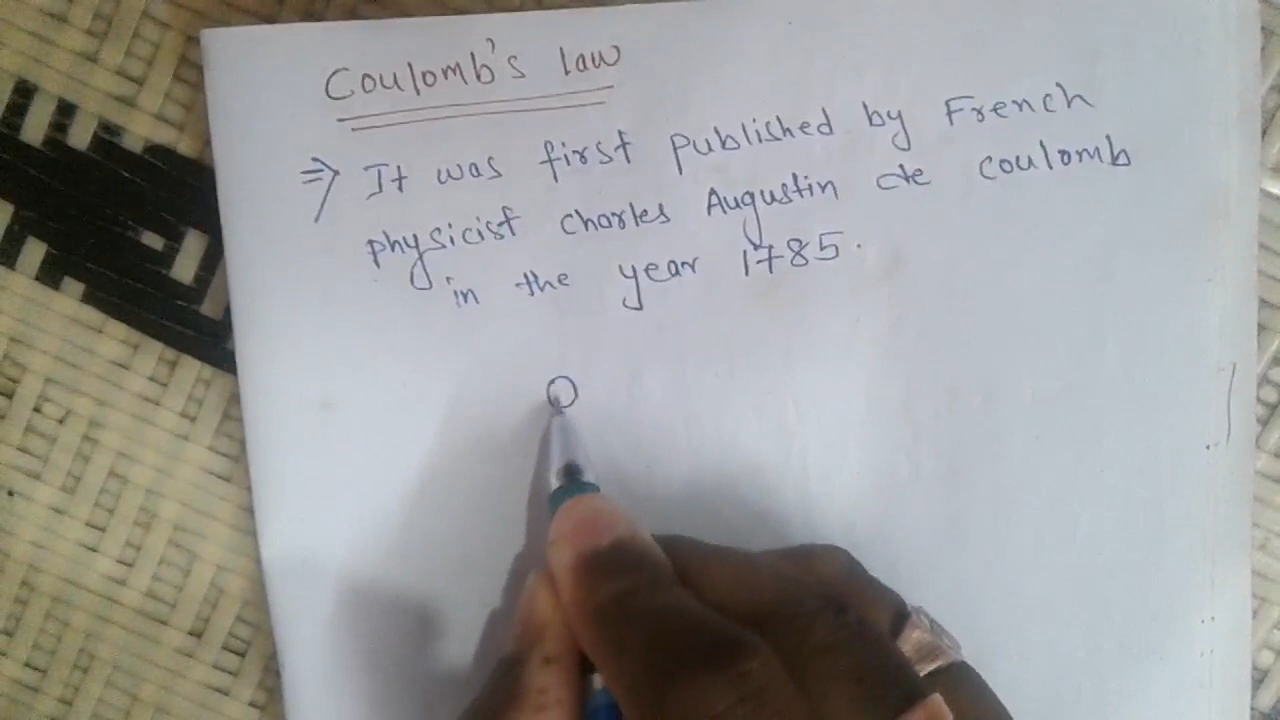 Coulomb's law
⇒ It was first published by French
physicist charles Augustin de coulomb
in the year 1785.